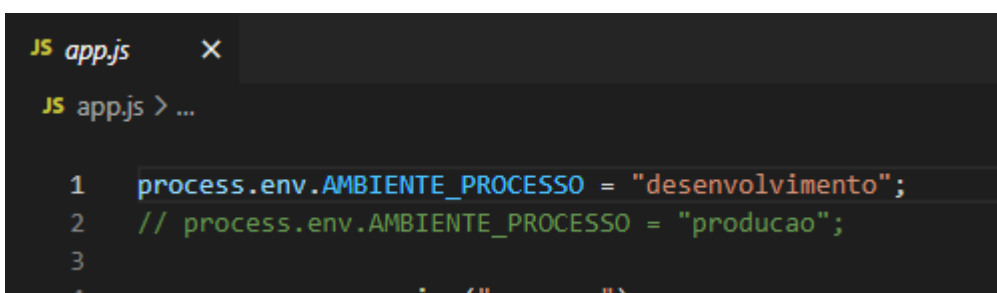 JS app.js ×
JS app.js > ...
1 process.env.AMBIENTE_PROCESSO = "desenvolvimento";
2 // process.env.AMBIENTE_PROCESSO = "producao";
3